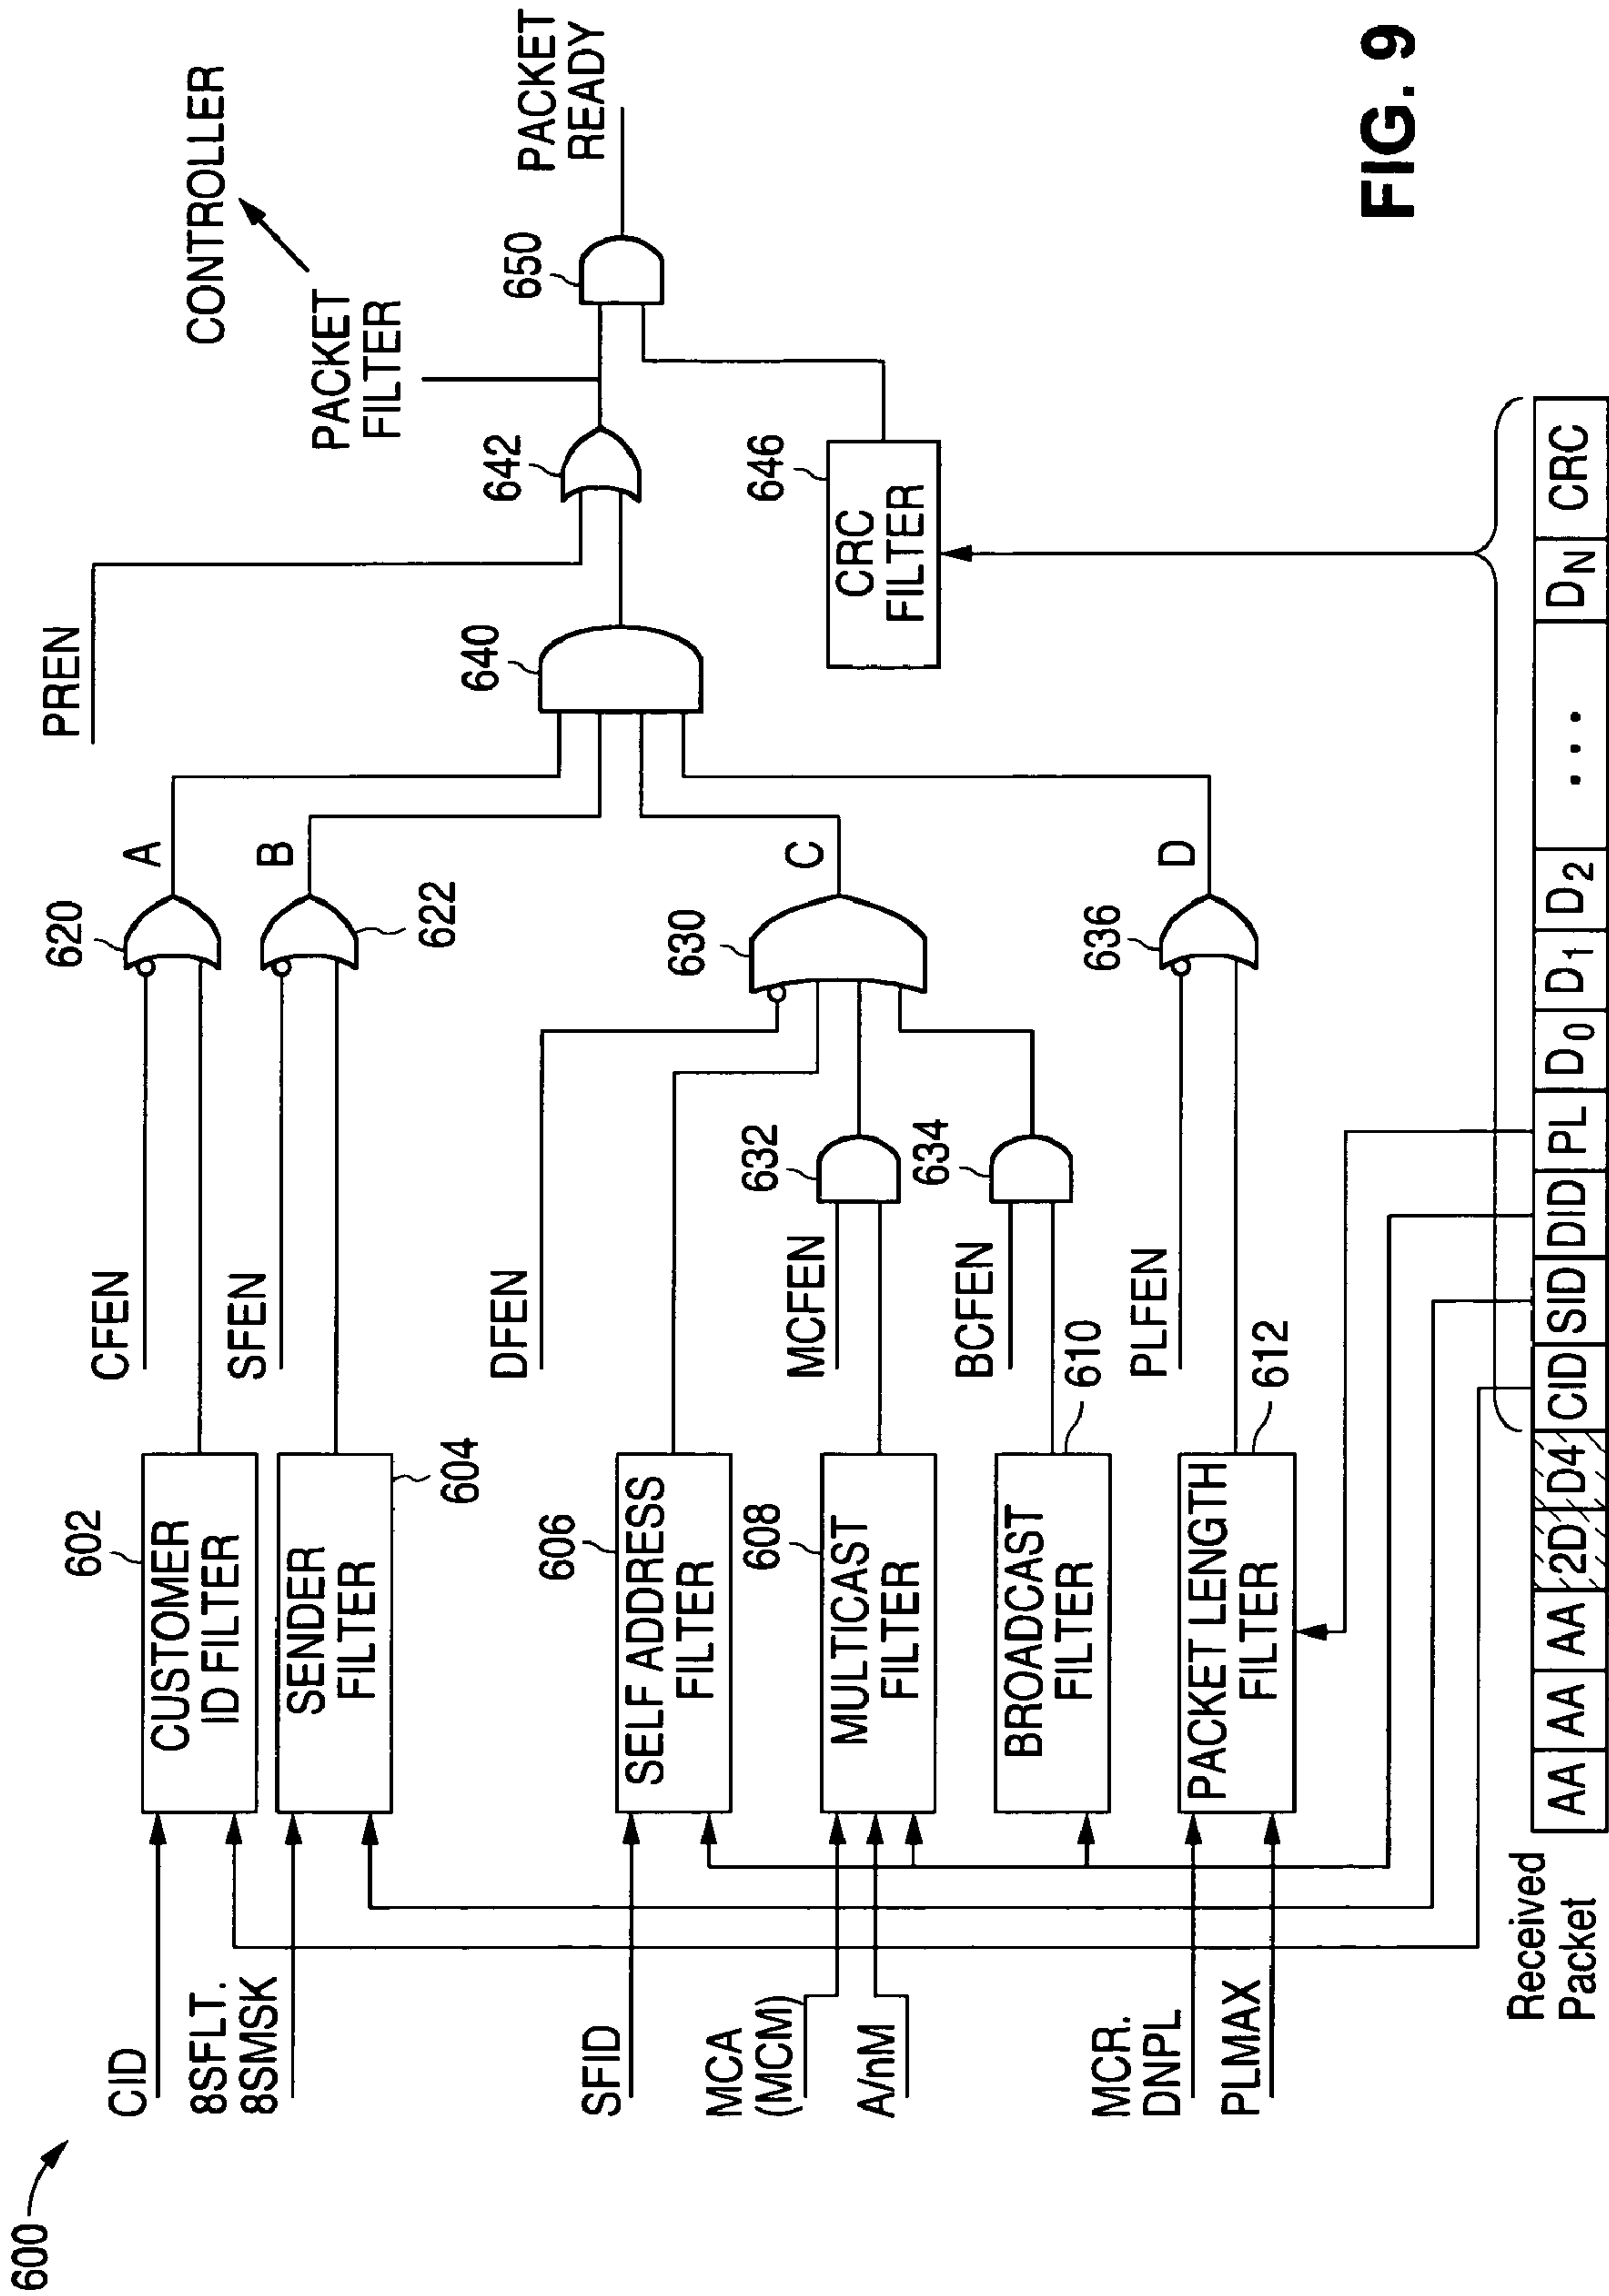 600
CID
8SFLT.
8SMSK
SFID
MCA
(MCM)
A/nM
MCR.
DNPL
PLMAX
602
CUSTOMER
ID FILTER
SENDER
FILTER
604
606
SELF ADDRESS
FILTER
608
MULTICAST
FILTER
BROADCAST
FILTER
610
PACKET LENGTH
FILTER
612
CFEN
SFEN
DFEN
MCFEN
BCFEN
PLFEN
620
A
B
622
630
C
632
634
636
D
PREN
640
642
PACKET
FILTER
CONTROLLER
646
CRC
FILTER
650
PACKET
READY
Received
Packet
AA AA AA 2D D4 CID SID DID PL D0 D1 D2 ... DN CRC
FIG. 9